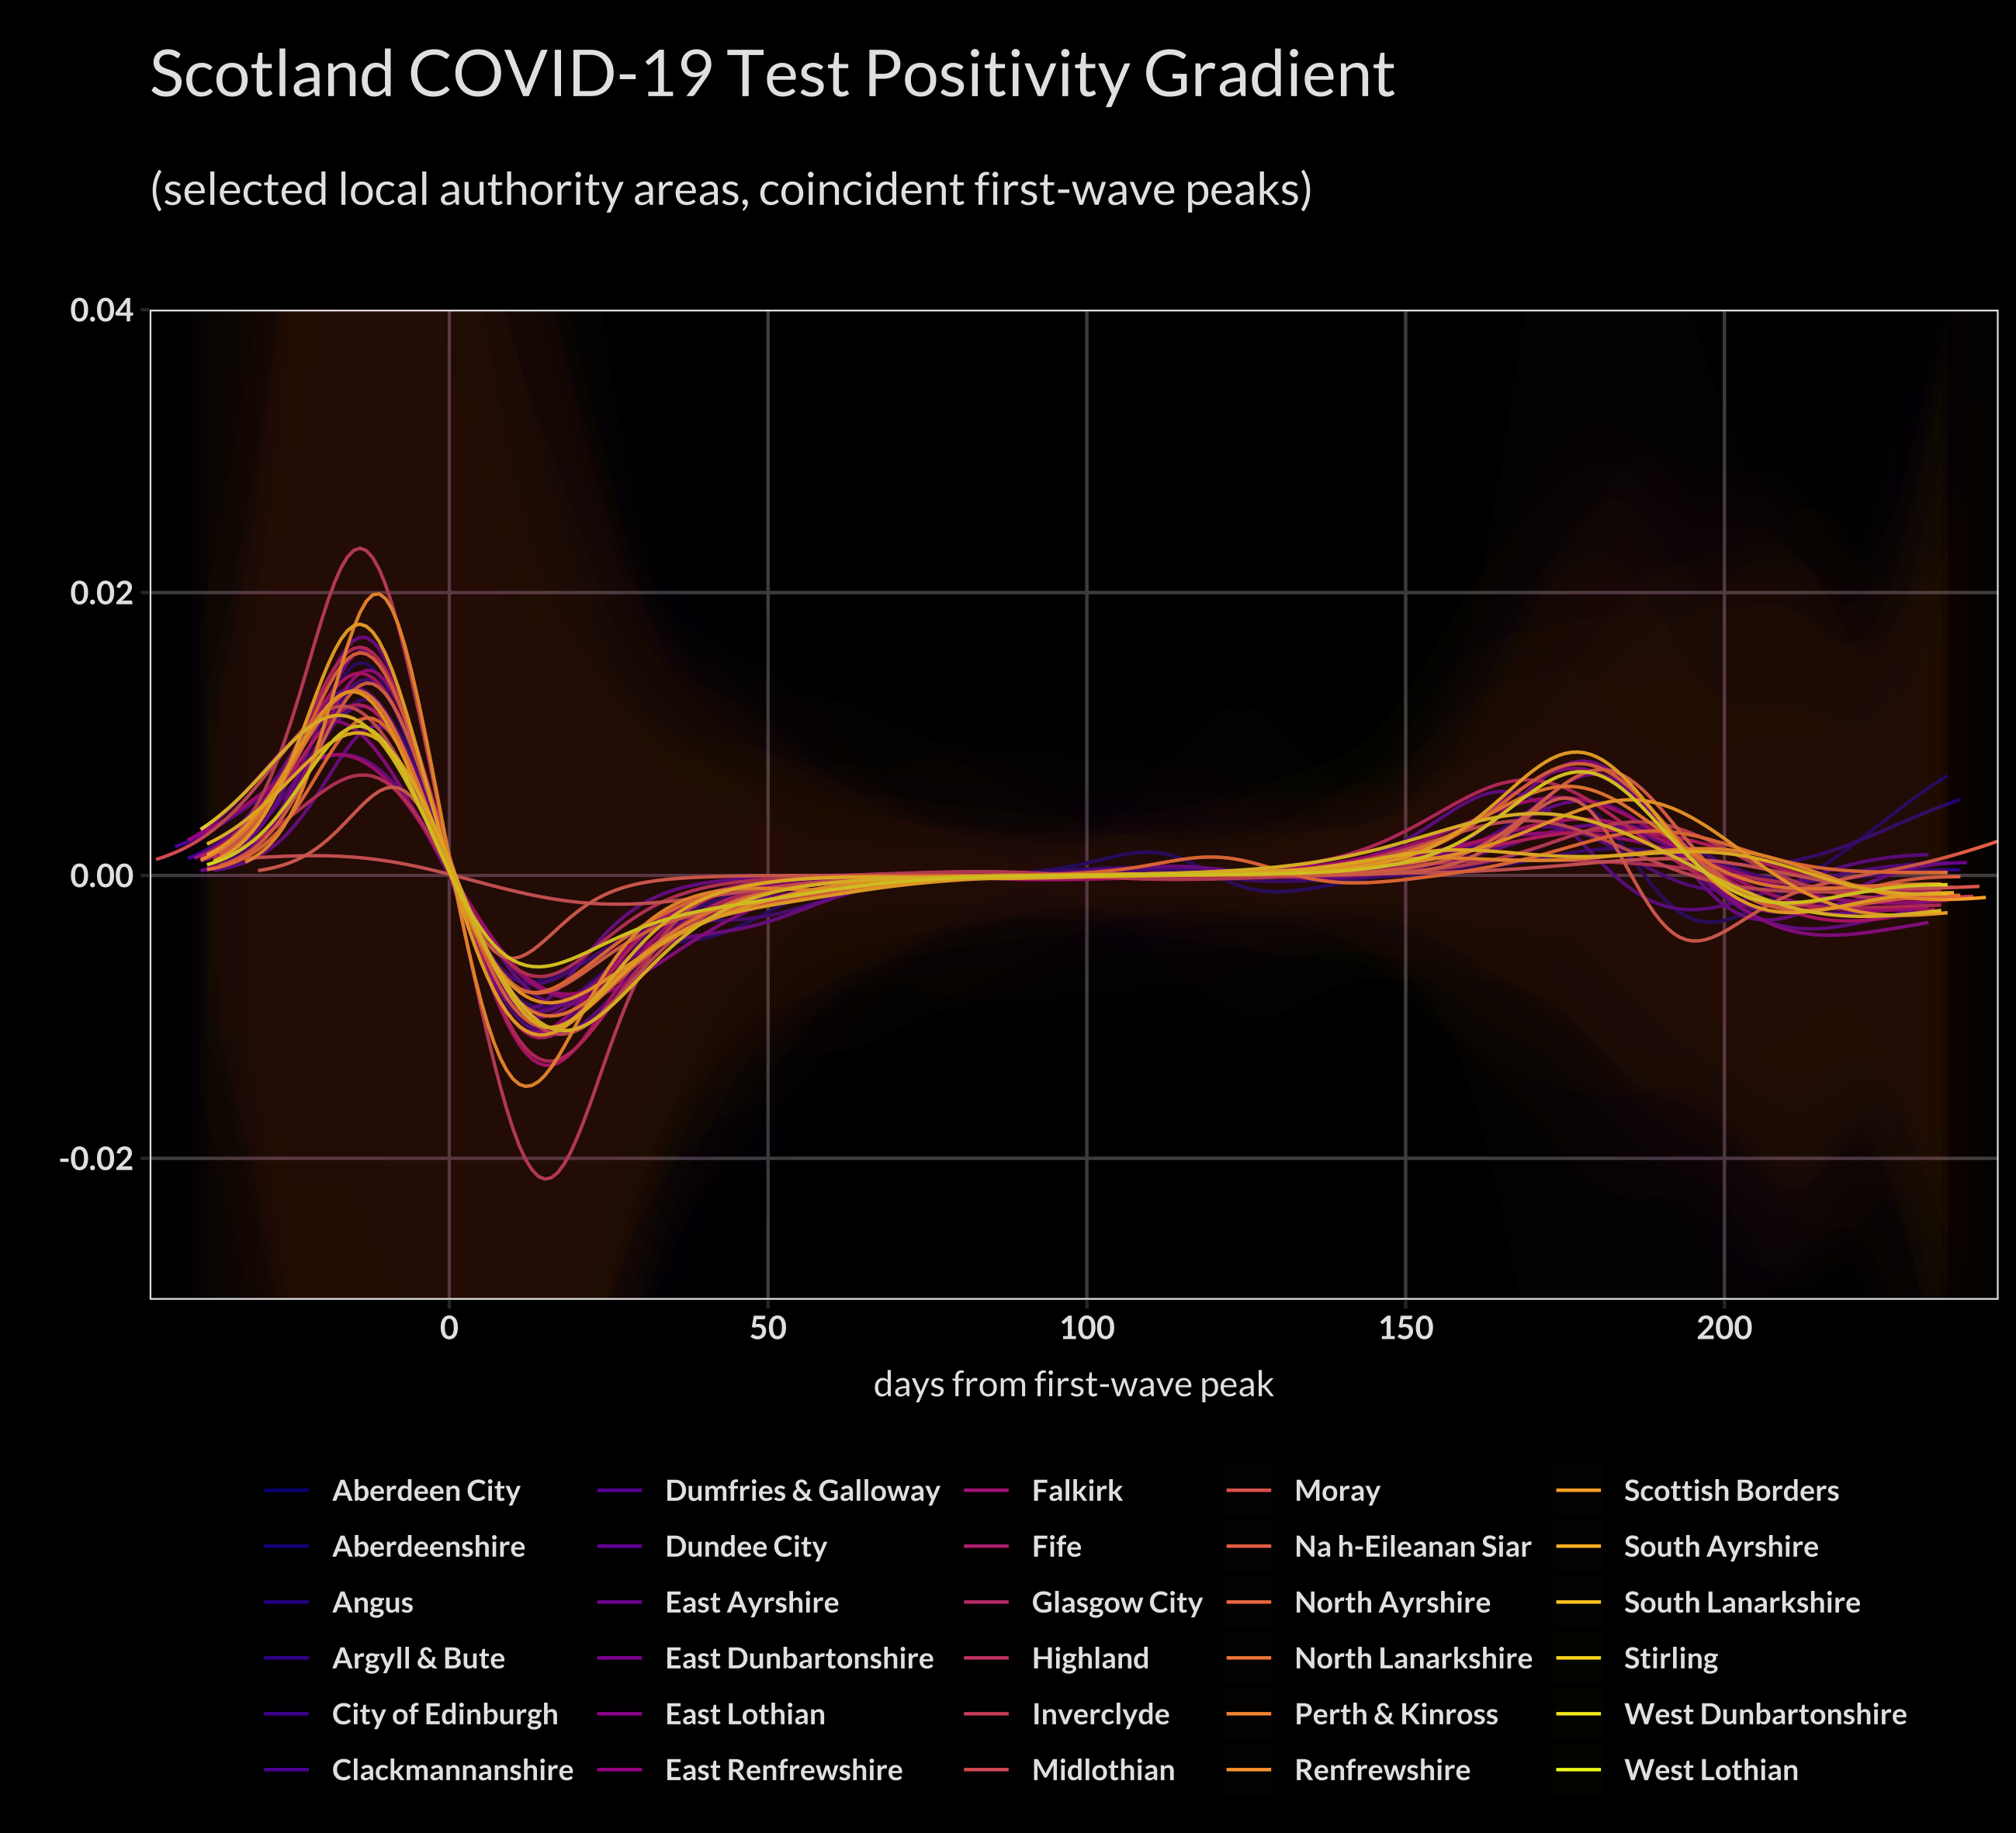 Scotland COVID-19 Test Positivity Gradient
(selected local authority areas, coincident first-wave peaks)
0.04
0.02
0.00
-0.02
0 50 100 150 200
days from first-wave peak
Aberdeen City Dumfries & Galloway Falkirk Moray Scottish Borders
Aberdeenshire Dundee City Fife Na h-Eileanan Siar South Ayrshire
Angus East Ayrshire Glasgow City North Ayrshire South Lanarkshire
Argyll & Bute East Dunbartonshire Highland North Lanarkshire Stirling
City of Edinburgh East Lothian Inverclyde Perth & Kinross West Dunbartonshire
Clackmannanshire East Renfrewshire Midlothian Renfrewshire West Lothian